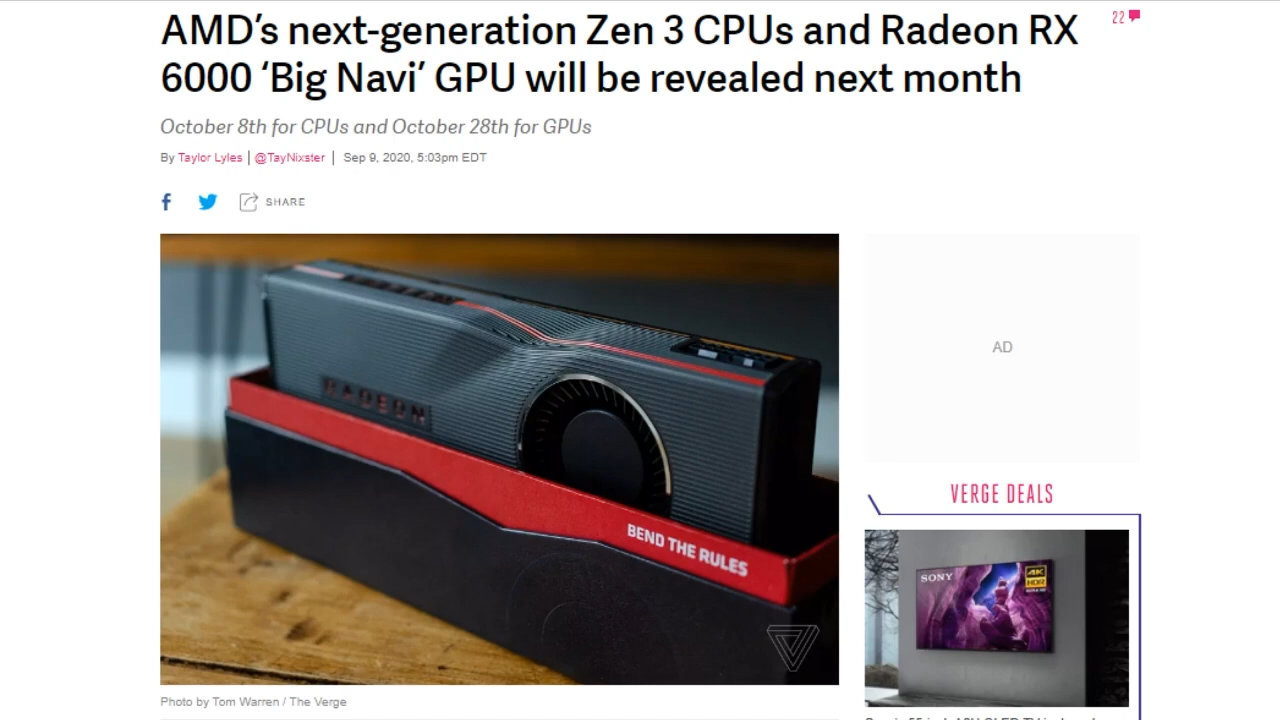 AMD's next-generation Zen 3 CPUs and Radeon RX
6000 ‘Big Navi’ GPU will be revealed next month
22
October 8th for CPUs and October 28th for GPUs
By Taylor Lyles | @TayNixster | Sep 9, 2020, 5:03pm EDT
SHARE
RADEON
BEND THE RULES
Photo by Tom Warren / The Verge
AD
VERGE DEALS
SONY
4K
HDR